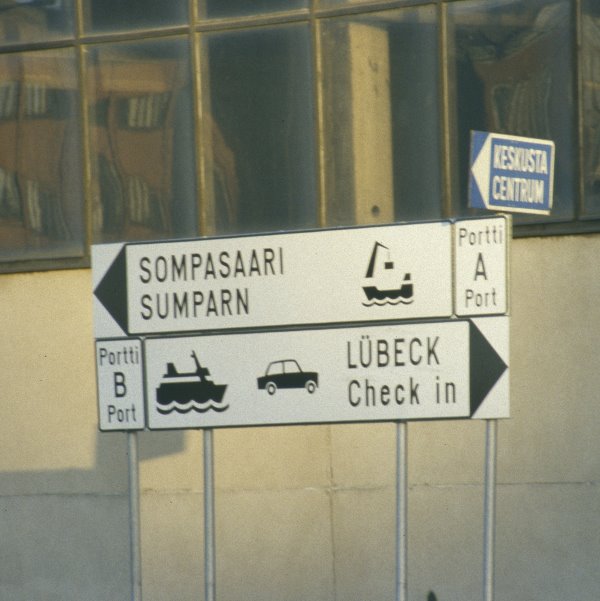 KESKUSTA
CENTRUM
SOMPASAARI
SUMPARN
Portti
A
Port
Portti
B
Port
LÜBECK
Check in